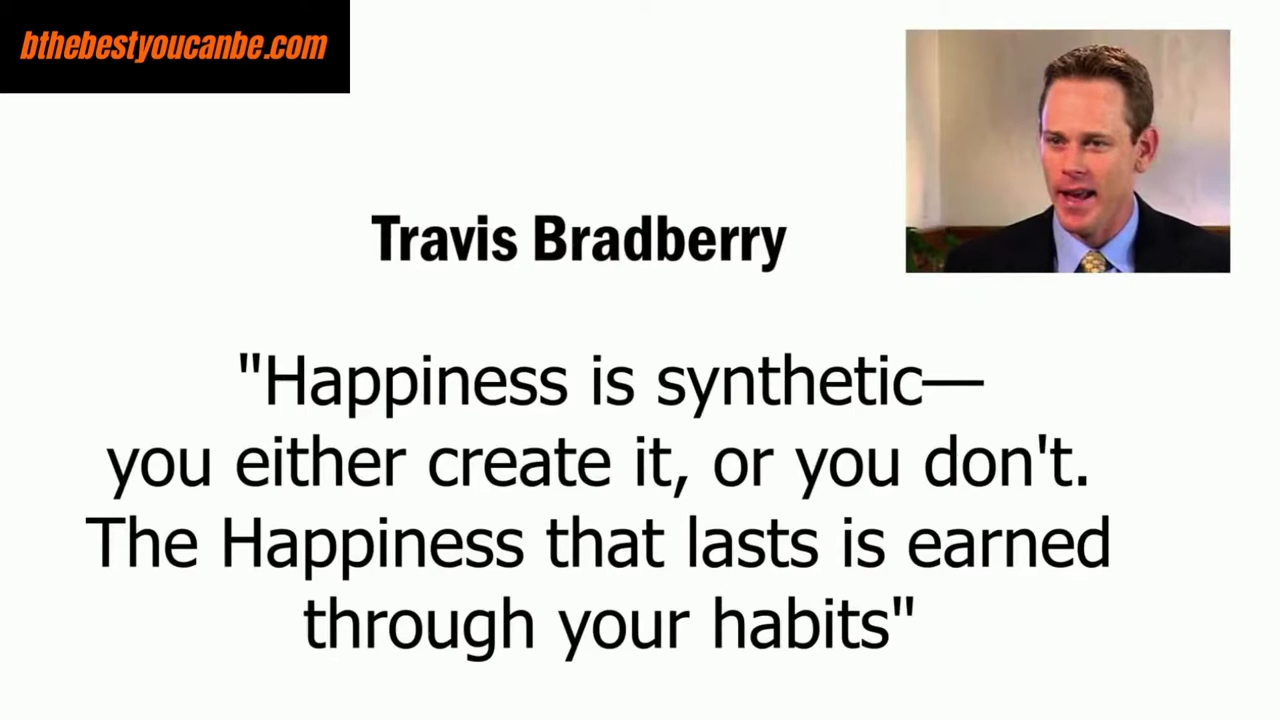 bthebestyoucanbe.com
Travis Bradberry
"Happiness is synthetic—
you either create it, or you don't.
The Happiness that lasts is earned
through your habits"